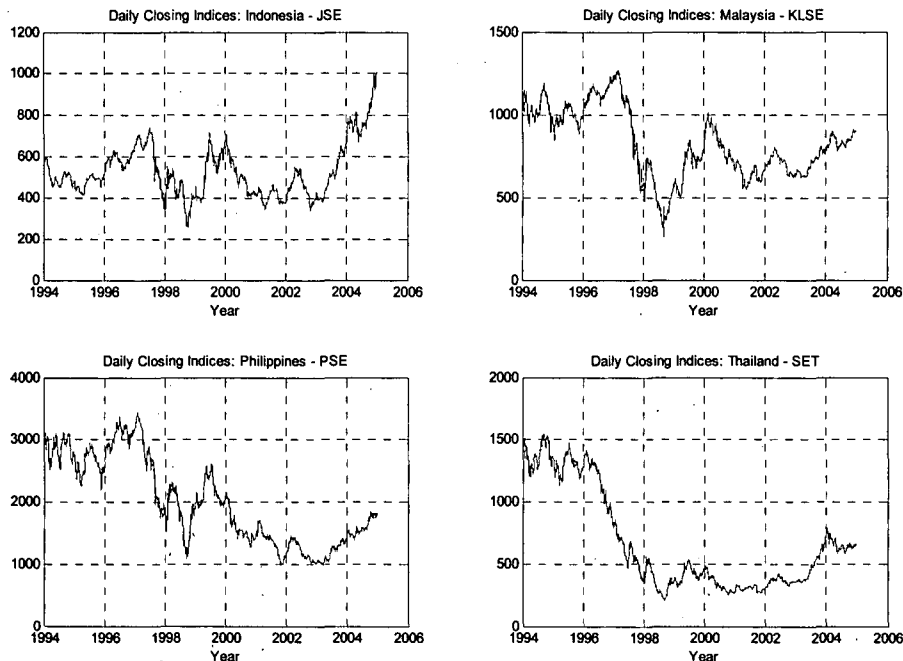 Daily Closing Indices: Indonesia - JSE
1200
1000
800
600
400
200
0
1994 1996 1998 2000 2002 2004 2006
Year
Daily Closing Indices: Malaysia - KLSE
1500
1000
500
0
1994 1996 1998 2000 2002 2004 2006
Year
Daily Closing Indices: Philippines - PSE
4000
3000
2000
1000
0
1994 1996 1998 2000 2002 2004 2006
Year
Daily Closing Indices: Thailand - SET
2000
1500
1000
500
0
1994 1996 1998 2000 2002 2004 2006
Year